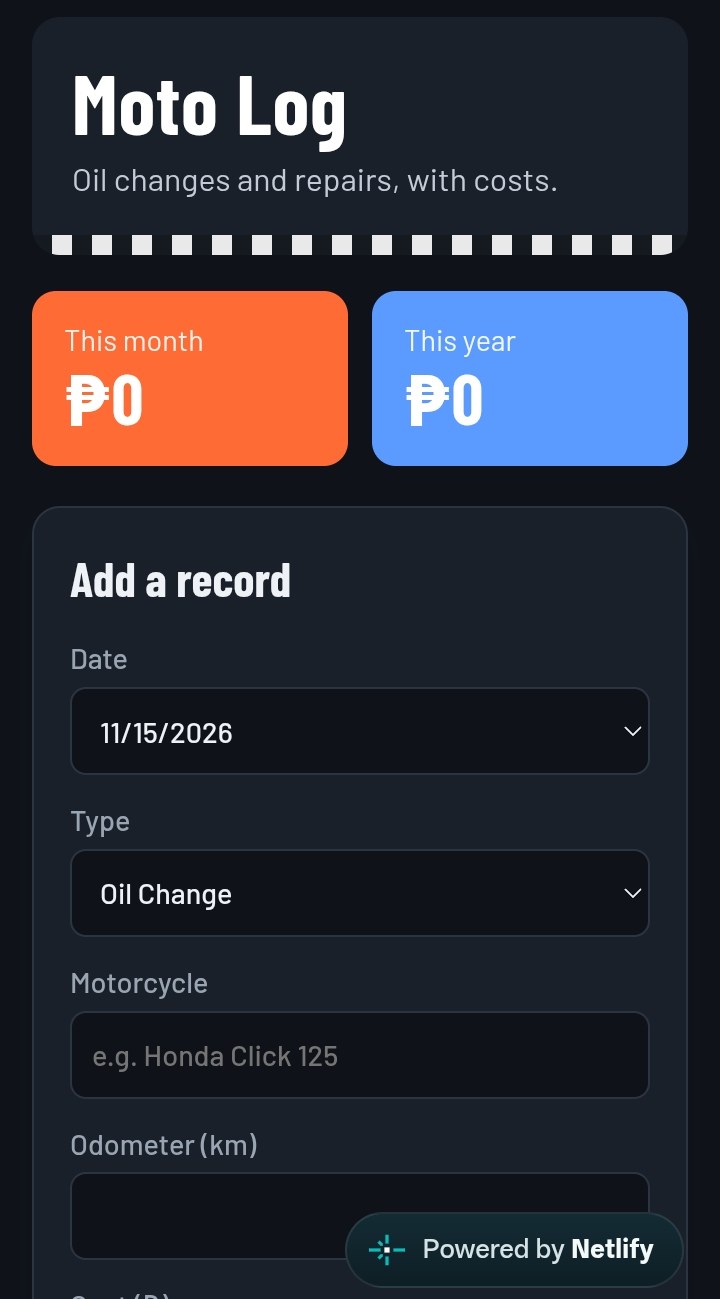 Moto Log
Oil changes and repairs, with costs.
This month
₱0
This year
₱0
Add a record
Date
11/15/2026
Type
Oil Change
Motorcycle
e.g. Honda Click 125
Odometer (km)
Powered by Netlify